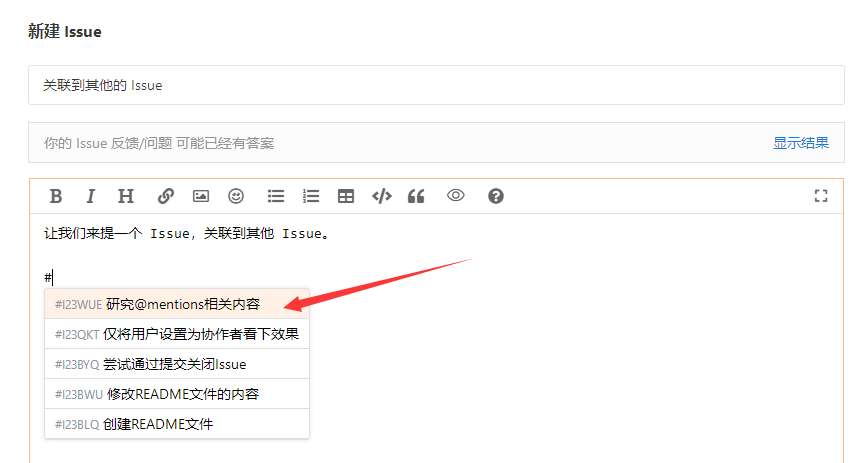 新建 Issue
关联到其他的 Issue
你的 Issue 反馈/问题 可能已经有答案 显示结果
B I H
让我们来提一个 Issue，关联到其他 Issue。
#
#I23WUE 研究@mentions相关内容
#I23QKT 仅将用户设置为协作者看下效果
#I23BYQ 尝试通过提交关闭Issue
#I23BWU 修改README文件的内容
#I23BLQ 创建README文件